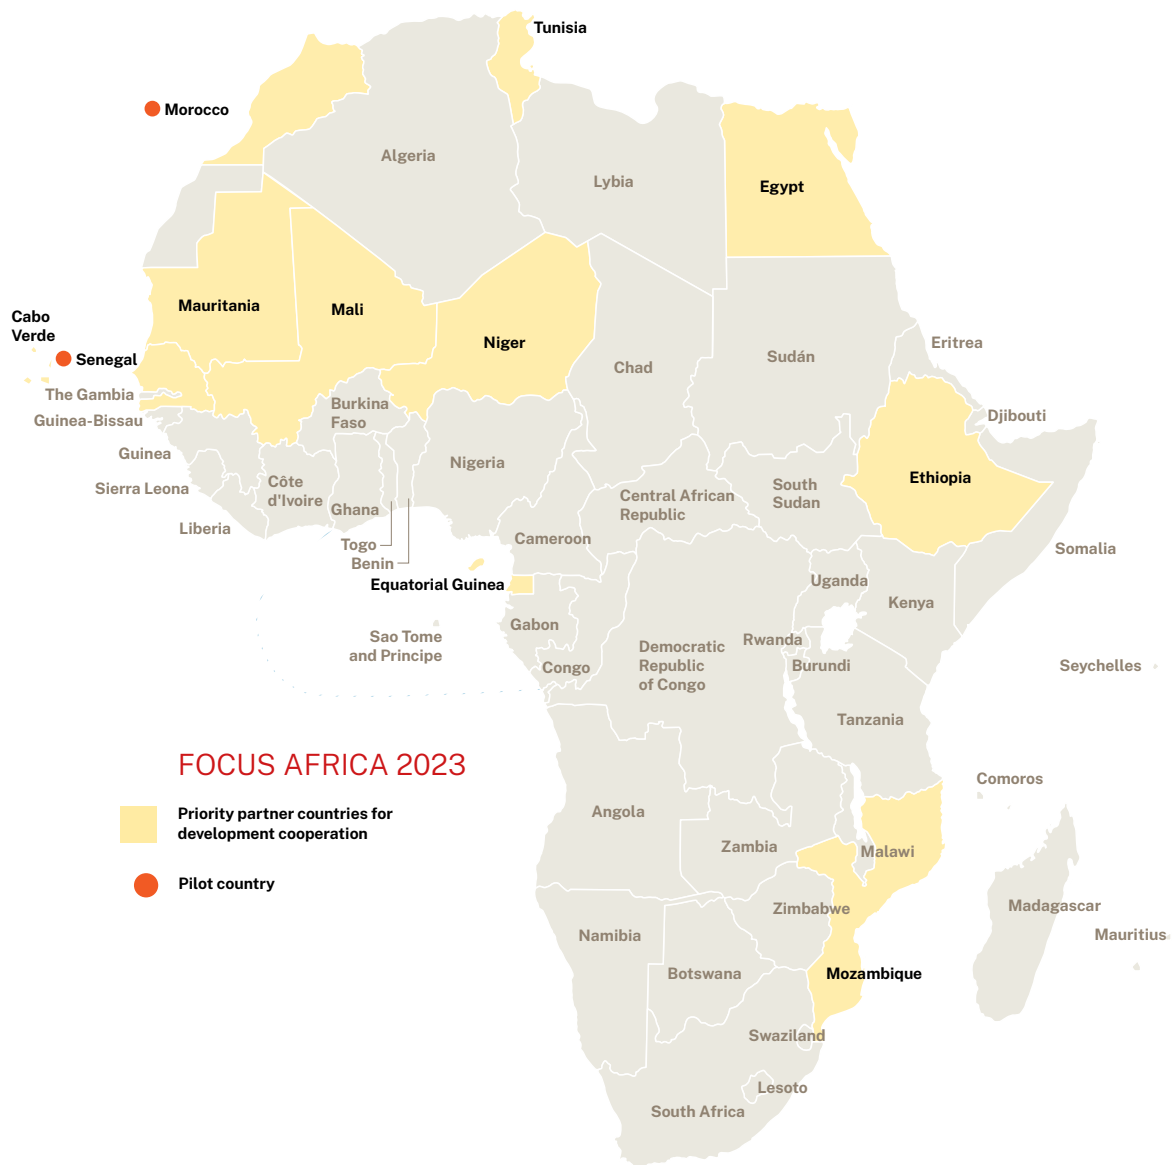 Tunisia
Morocco
Algeria
Lybia
Egypt
Mauritania
Mali
Niger
Cabo
Verde
Senegal
Chad
Sudán
Eritrea
The Gambia
Guinea-Bissau
Burkina
Faso
Djibouti
Guinea
Nigeria
Sierra Leona
Côte
d'Ivoire
Ghana
Central African
Republic
South
Sudan
Ethiopia
Liberia
Togo
Benin
Cameroon
Somalia
Equatorial Guinea
Uganda
Kenya
Gabon
Sao Tome
and Principe
Democratic
Republic
of Congo
Rwanda
Congo
Burundi
Seychelles
Tanzania
FOCUS AFRICA 2023
Priority partner countries for
development cooperation
Pilot country
Comoros
Angola
Zambia
Malawi
Zimbabwe
Madagascar
Mauritius
Namibia
Botswana
Mozambique
Swaziland
Lesoto
South Africa